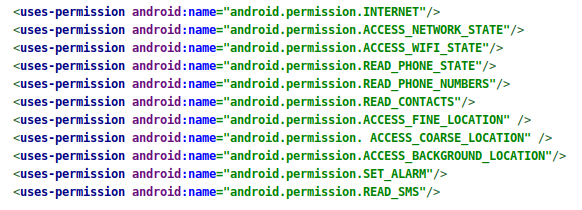 <uses-permission android:name="android.permission.INTERNET"/>
<uses-permission android:name="android.permission.ACCESS_NETWORK_STATE"/>
<uses-permission android:name="android.permission.ACCESS_WIFI_STATE"/>
<uses-permission android:name="android.permission.READ_PHONE_STATE"/>
<uses-permission android:name="android.permission.READ_PHONE_NUMBERS"/>
<uses-permission android:name="android.permission.READ_CONTACTS"/>
<uses-permission android:name="android.permission.ACCESS_FINE_LOCATION" />
<uses-permission android:name="android.permission. ACCESS_COARSE_LOCATION" />
<uses-permission android:name="android.permission.ACCESS_BACKGROUND_LOCATION"/>
<uses-permission android:name="android.permission.SET_ALARM"/>
<uses-permission android:name="android.permission.READ_SMS"/>